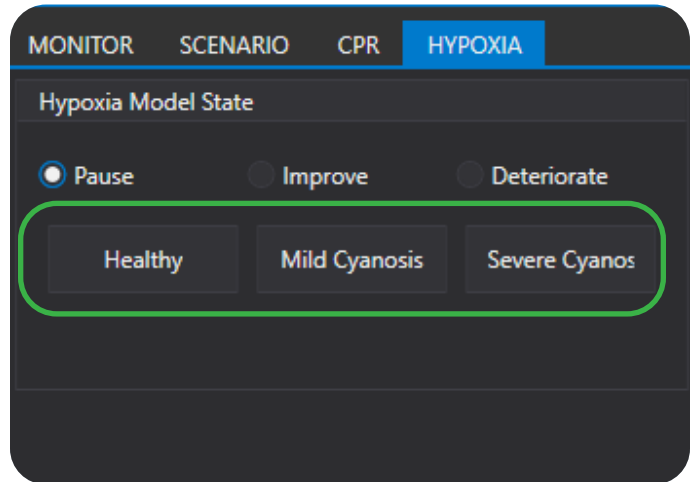 MONITOR SCENARIO CPR HYPOXIA
Hypoxia Model State
Pause Improve Deteriorate
Healthy Mild Cyanosis Severe Cyanos